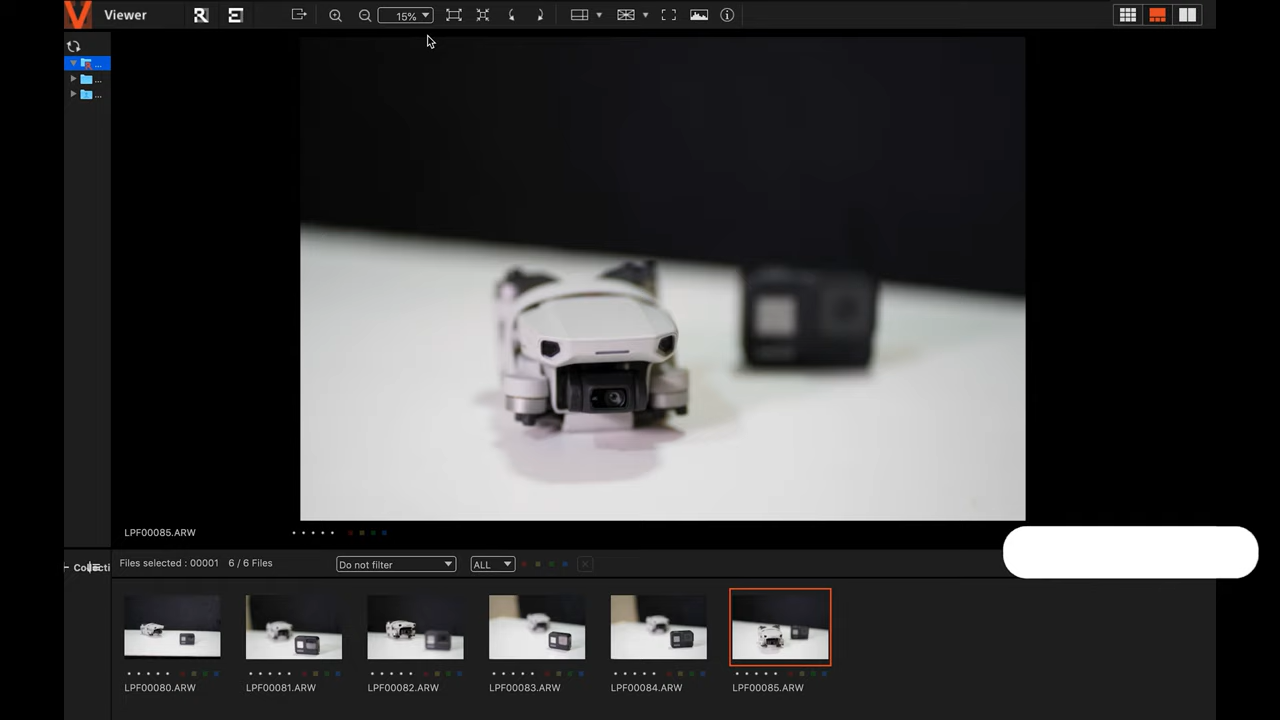 Viewer
15%
...
...
...
LPF00085.ARW
Collecti
Files selected : 00001 6 / 6 Files
Do not filter
ALL
LPF00080.ARW
LPF00081.ARW
LPF00082.ARW
LPF00083.ARW
LPF00084.ARW
LPF00085.ARW